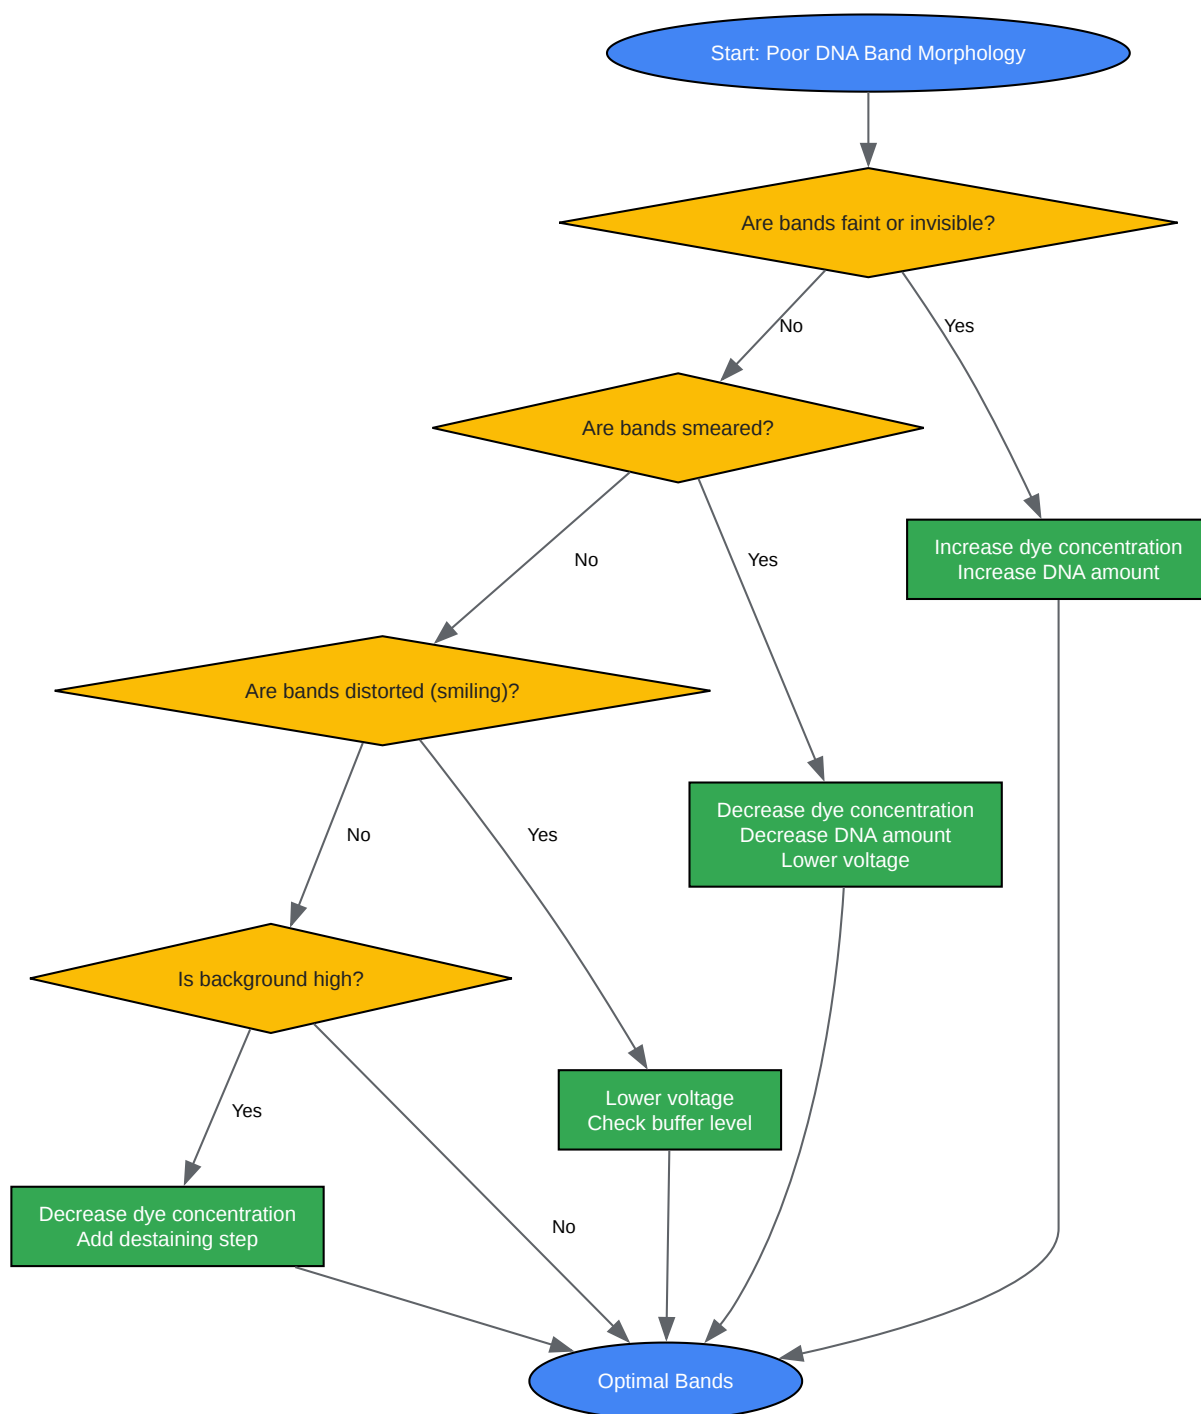 Start: Poor DNA Band Morphology
Are bands faint or invisible?
No
Yes
Are bands smeared?
Increase dye concentration
Increase DNA amount
No
Yes
Are bands distorted (smiling)?
Decrease dye concentration
Decrease DNA amount
Lower voltage
No
Yes
Is background high?
Lower voltage
Check buffer level
Yes
Decrease dye concentration
Add destaining step
No
Optimal Bands